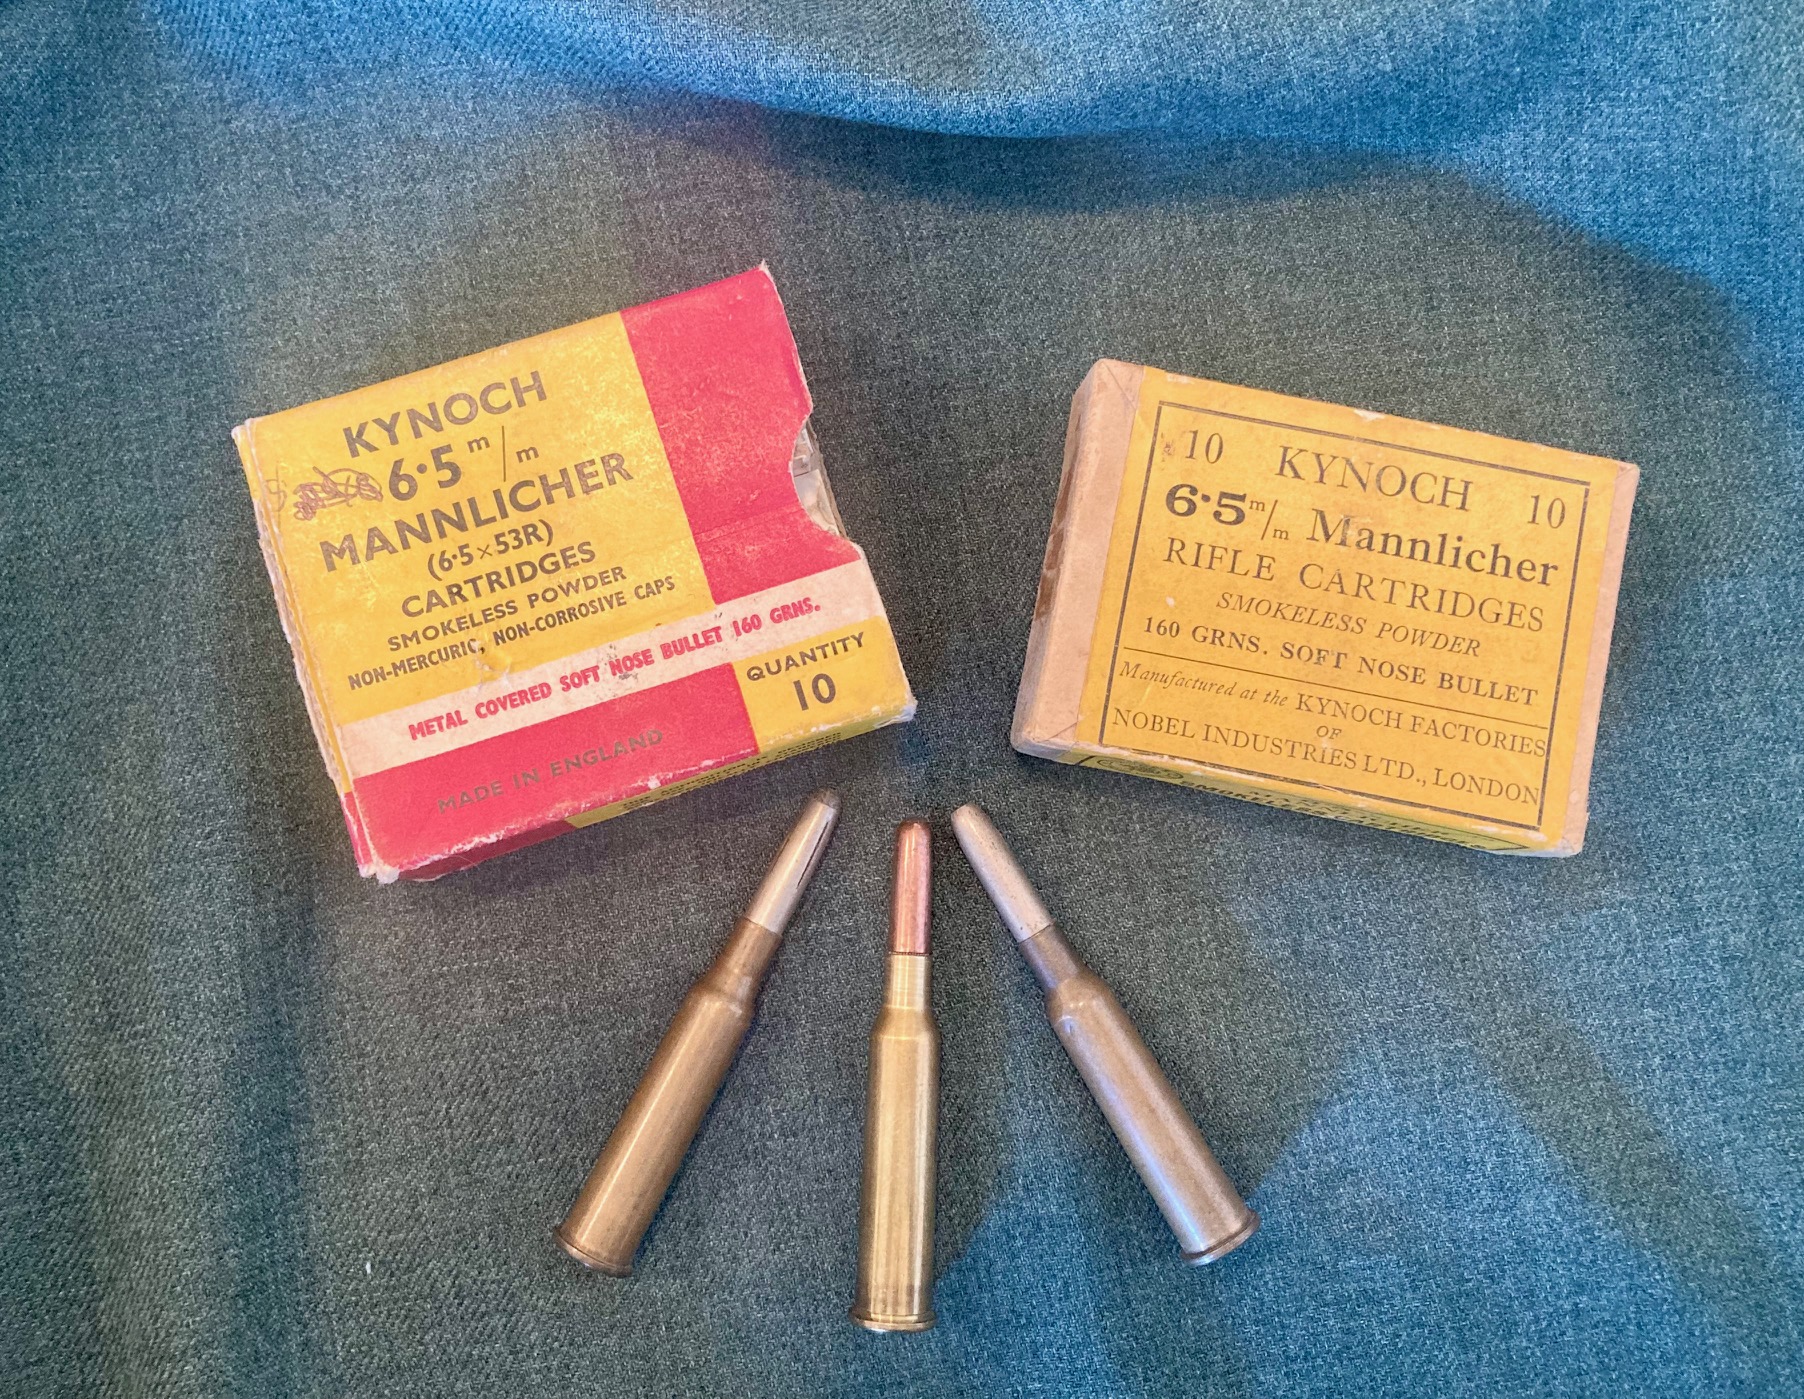 KYNOCH
6·5 m/m
MANNLICHER
(6·5×53R)
CARTRIDGES
SMOKELESS POWDER
NON-MERCURIC, NON-CORROSIVE CAPS
METAL COVERED SOFT NOSE BULLET 160 GRNS.
QUANTITY
10
MADE IN ENGLAND
10 KYNOCH 10
6·5 m/m Mannlicher
RIFLE CARTRIDGES
SMOKELESS POWDER
160 GRNS. SOFT NOSE BULLET
Manufactured at the KYNOCH FACTORIES
OF
NOBEL INDUSTRIES LTD., LONDON